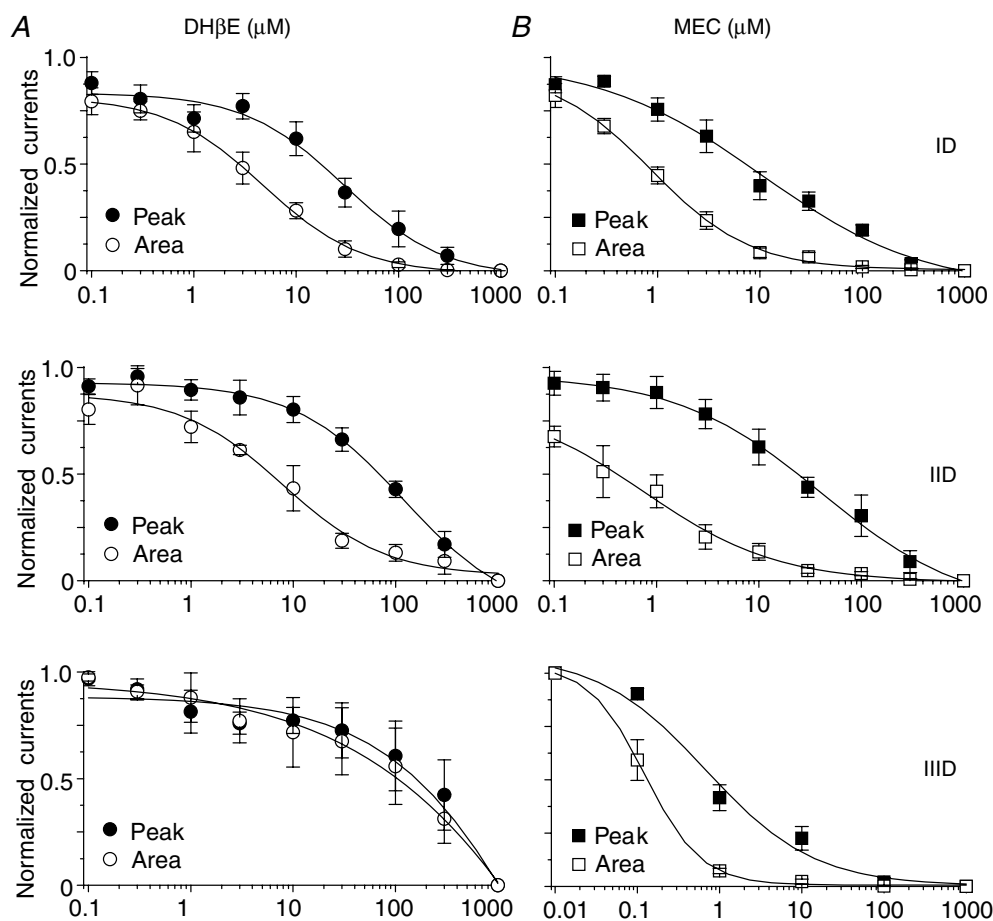 A DHβE (μM) B MEC (μM)
Normalized currents
1.0
0.5
0
Peak
Area
0.1 1 10 100 1000
Peak
Area
ID
0.1 1 10 100 1000
Normalized currents
1.0
0.5
0
Peak
Area
0.1 1 10 100 1000
Peak
Area
IID
0.1 1 10 100 1000
Normalized currents
1.0
0.5
0
Peak
Area
0.1 1 10 100 1000
Peak
Area
IIID
0.01 0.1 1 10 100 1000